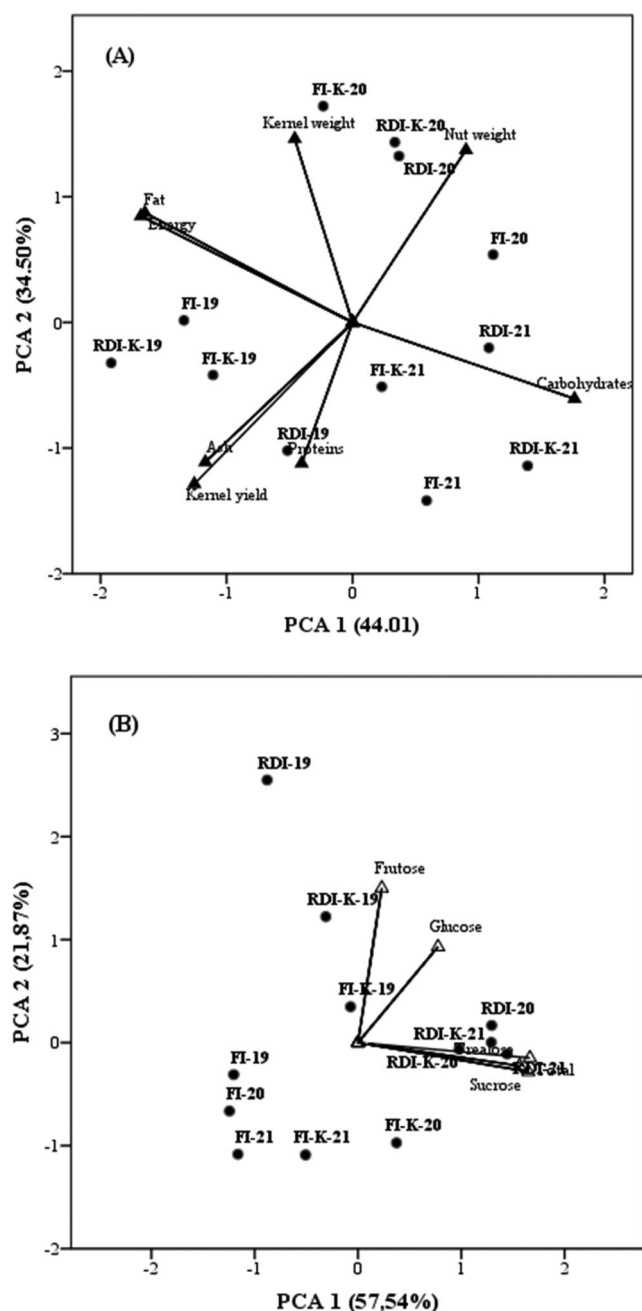 (A)
FI-K-20
Kernel weight
RDI-K-20
Nut weight
RDI-20
Fat
Energy
FI-20
FI-19
RDI-21
RDI-K-19
FI-K-19
FI-K-21
Carbohydrates
RDI-19
Ash
Proteins
RDI-K-21
Kernel yield
FI-21
PCA 2 (34.50%)
2
1
0
-1
-2
-2
-1
0
1
2
PCA 1 (44.01)
(B)
RDI-19
Frutose
RDI-K-19
Glucose
FI-K-19
RDI-20
RDI-K-21
RDI-K-20
RDI-21
Sucrose
FI-19
FI-20
FI-21
FI-K-21
FI-K-20
PCA 2 (21,87%)
3
2
1
0
-1
-2
-2
-1
0
1
2
PCA 1 (57,54%)